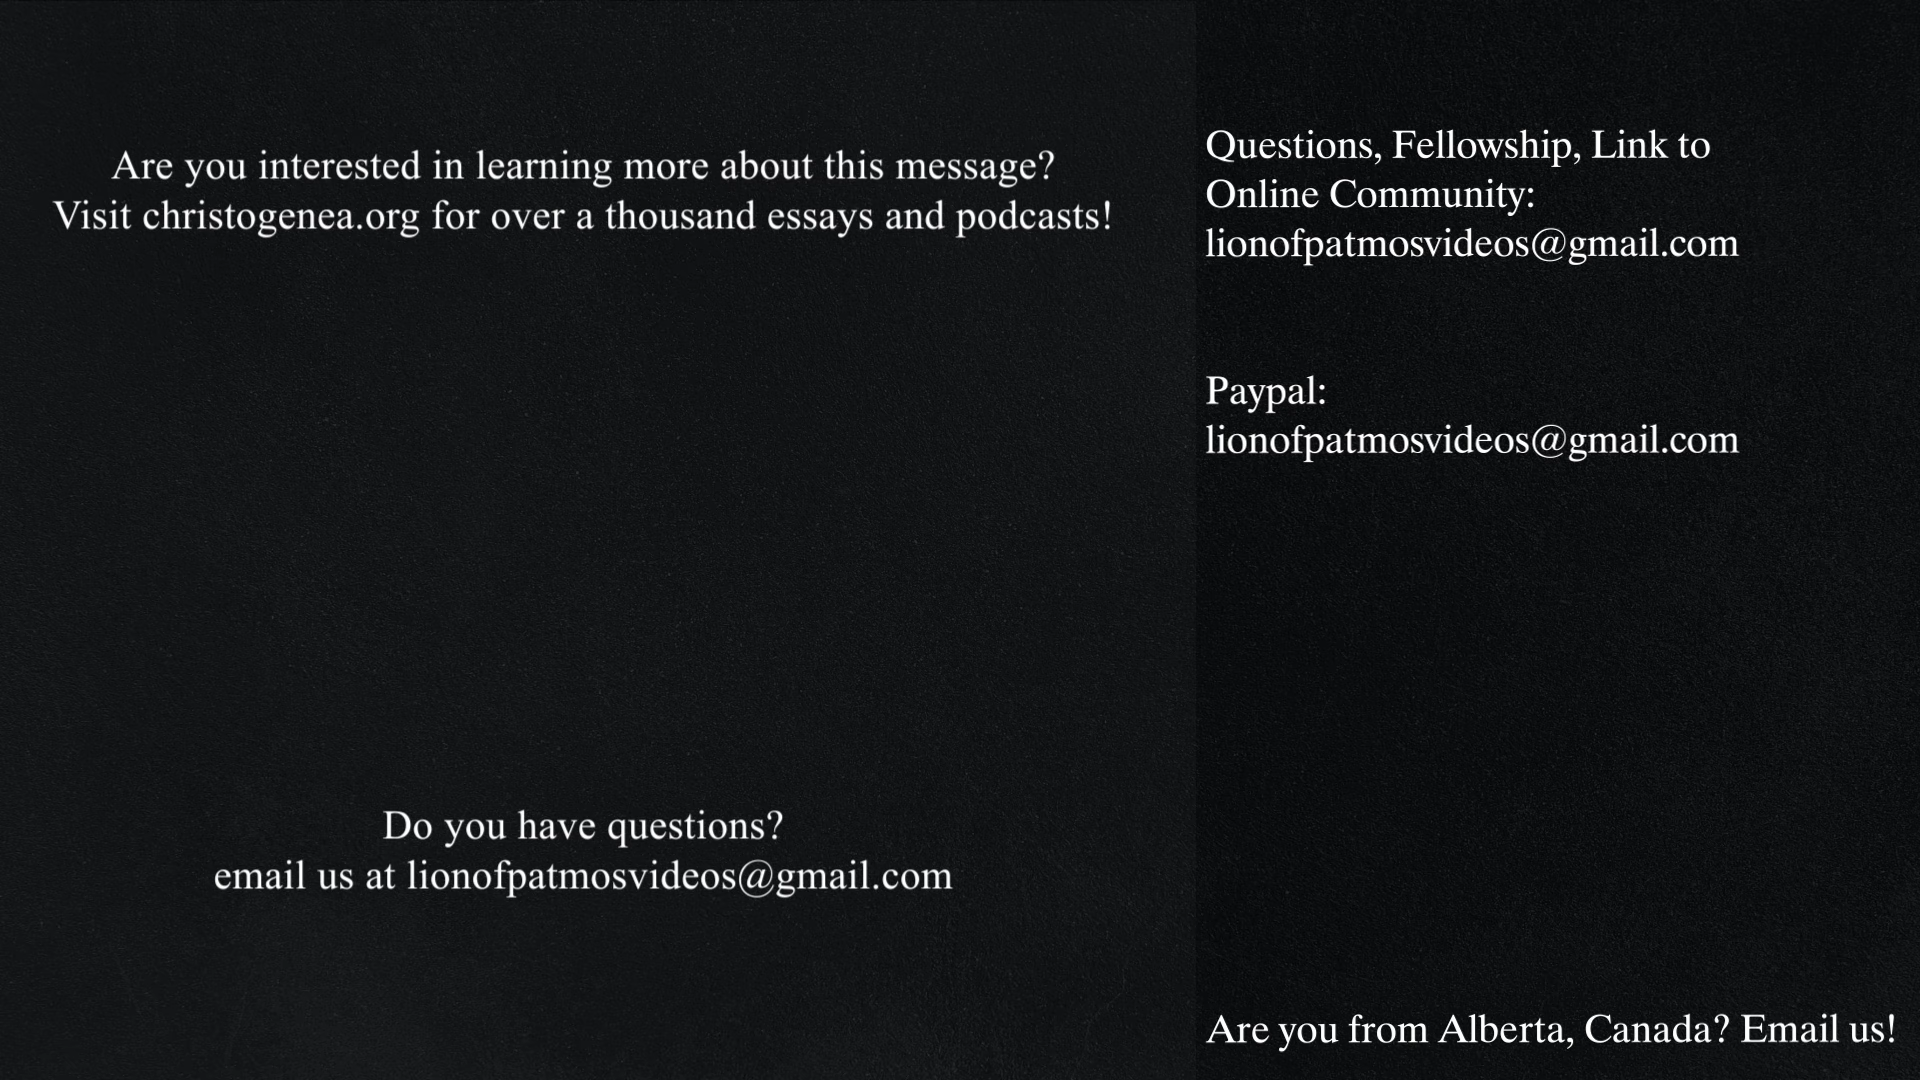 Are you interested in learning more about this message?
Visit christogenea.org for over a thousand essays and podcasts!
Do you have questions?
email us at lionofpatmosvideos@gmail.com
Questions, Fellowship, Link to
Online Community:
lionofpatmosvideos@gmail.com
Paypal:
lionofpatmosvideos@gmail.com
Are you from Alberta, Canada? Email us!